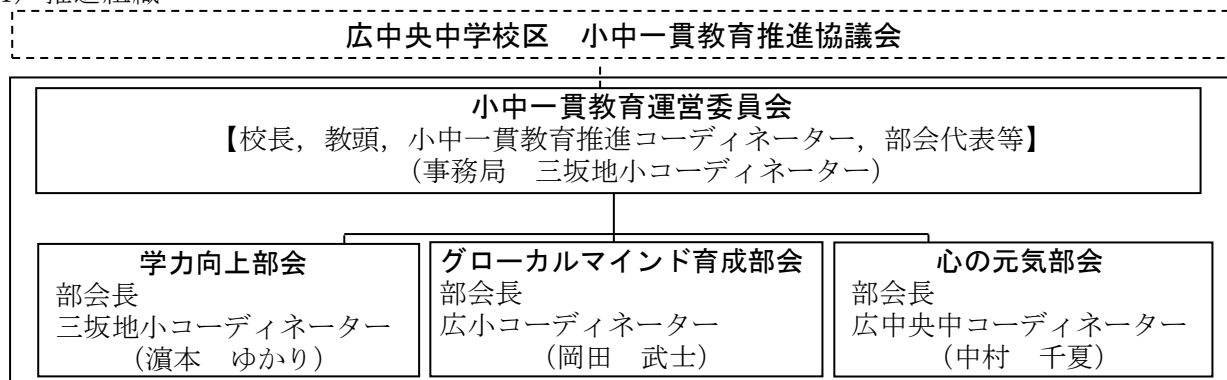 広中央中学校区　小中一貫教育推進協議会
小中一貫教育運営委員会
【校長，教頭，小中一貫教育推進コーディネーター，部会代表等】
（事務局　三坂地小コーディネーター）
学力向上部会
部会長
三坂地小コーディネーター
（濵本　ゆかり）
グローカルマインド育成部会
部会長
広小コーディネーター
（岡田　武士）
心の元気部会
部会長
広中央中コーディネーター
（中村　千夏）